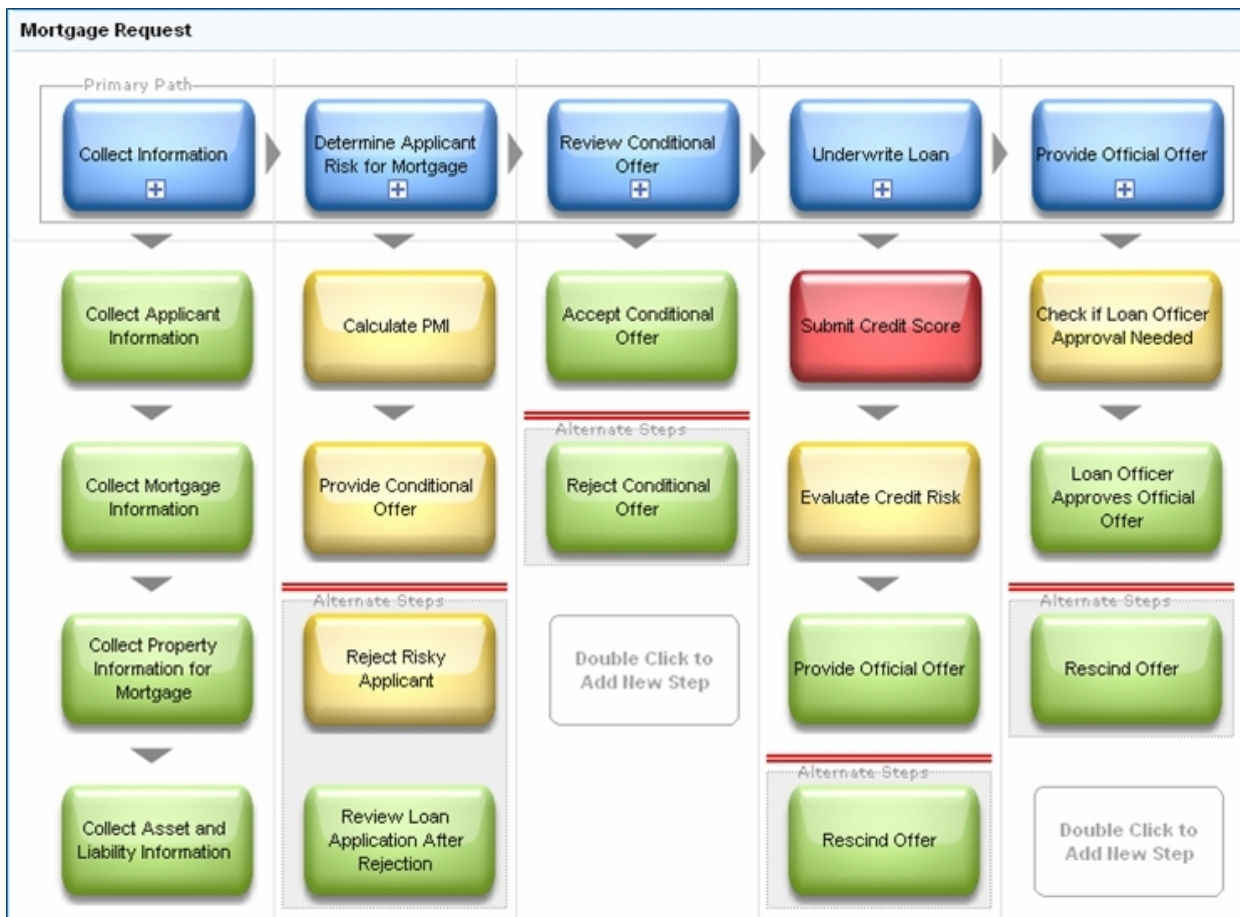 Mortgage Request
Primary Path
Collect Information
Determine Applicant
Risk for Mortgage
Review Conditional
Offer
Underwrite Loan
Provide Official Offer
Collect Applicant
Information
Calculate PMI
Accept Conditional
Offer
Submit Credit Score
Check if Loan Officer
Approval Needed
Collect Mortgage
Information
Provide Conditional
Offer
Alternate Steps
Reject Conditional
Offer
Evaluate Credit Risk
Loan Officer
Approves Official
Offer
Collect Property
Information for
Mortgage
Alternate Steps
Reject Risky
Applicant
Double Click to
Add New Step
Provide Official Offer
Alternate Steps
Rescind Offer
Collect Asset and
Liability Information
Review Loan
Application After
Rejection
Alternate Steps
Rescind Offer
Double Click to
Add New Step